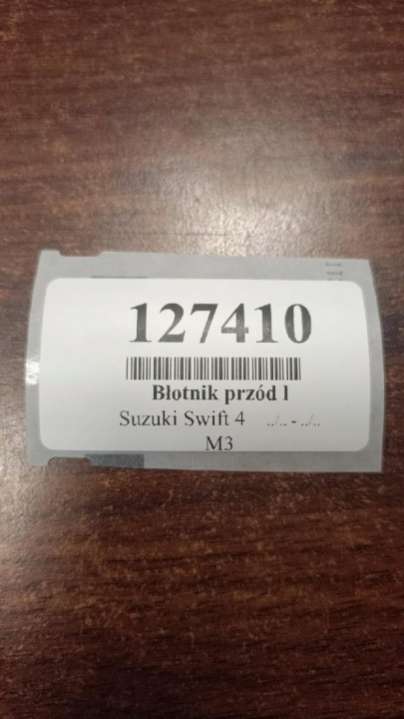 127410
Błotnik przód l
Suzuki Swift 4 ../.. - ../..
M3